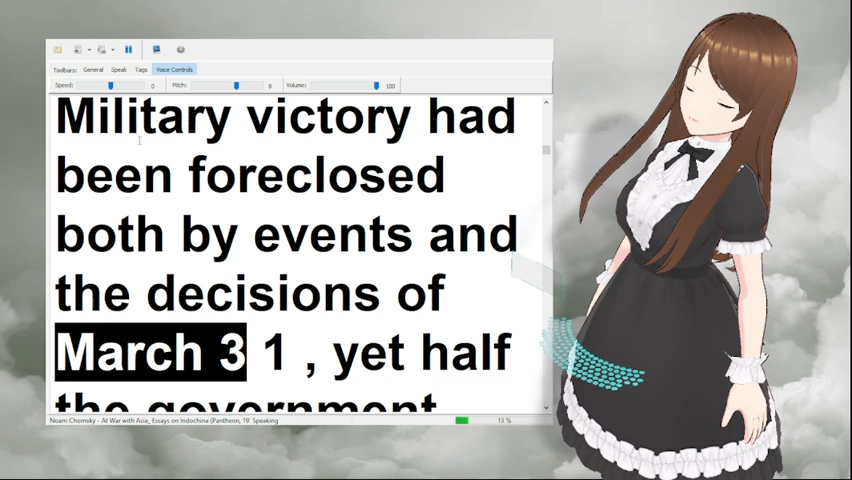 Toolbars: General Speak Tags Voice Controls
Speed: 0 Pitch: 8 Volume: 100
Military victory had
been foreclosed
both by events and
the decisions of
March 3 1 , yet half
the government
Noam Chomsky - At War with Asia_ Essays on Indochina (Pantheon, 19 Speaking 13 %